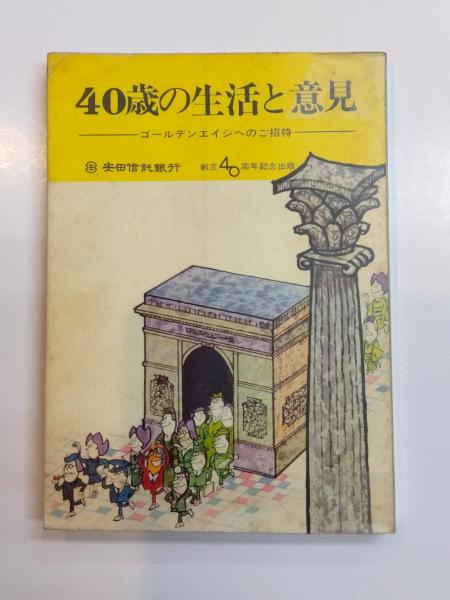 40歳の生活と意見
ゴールデンエイジへのご招待
安田信託銀行 創立40周年記念出版